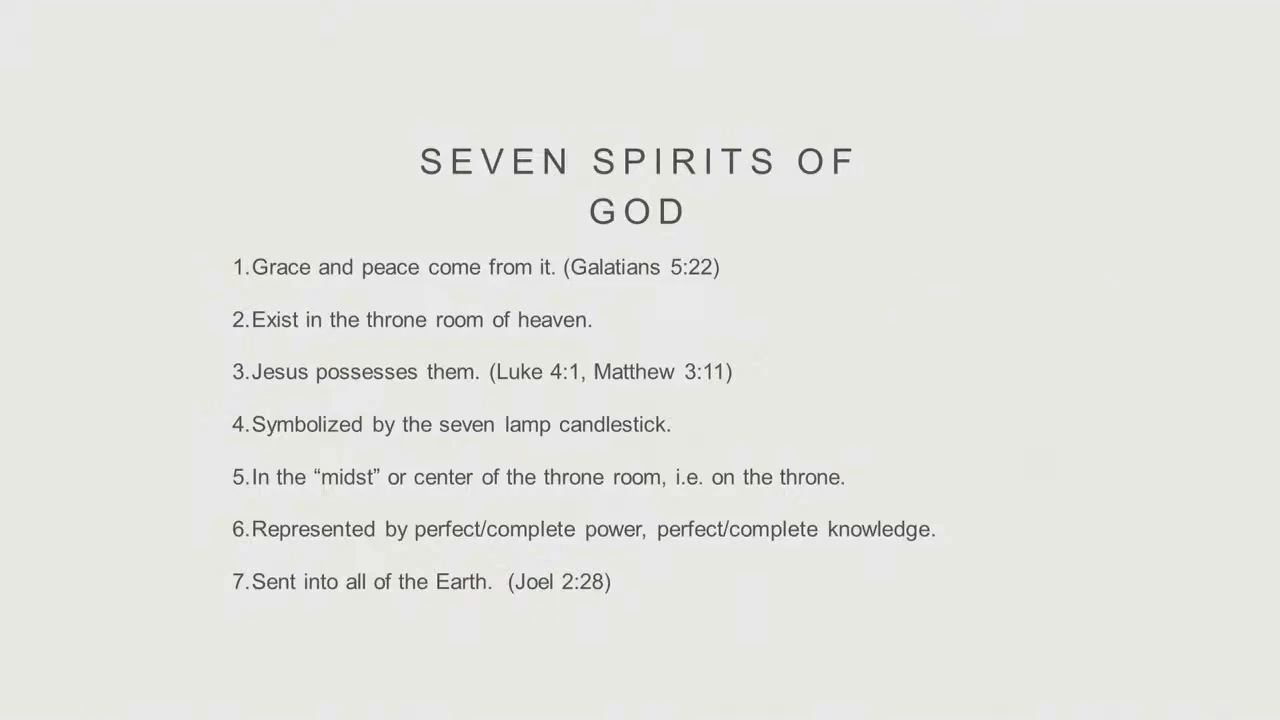 SEVEN SPIRITS OF
GOD
1.Grace and peace come from it. (Galatians 5:22)
2.Exist in the throne room of heaven.
3.Jesus possesses them. (Luke 4:1, Matthew 3:11)
4.Symbolized by the seven lamp candlestick.
5.In the “midst” or center of the throne room, i.e. on the throne.
6.Represented by perfect/complete power, perfect/complete knowledge.
7.Sent into all of the Earth.  (Joel 2:28)